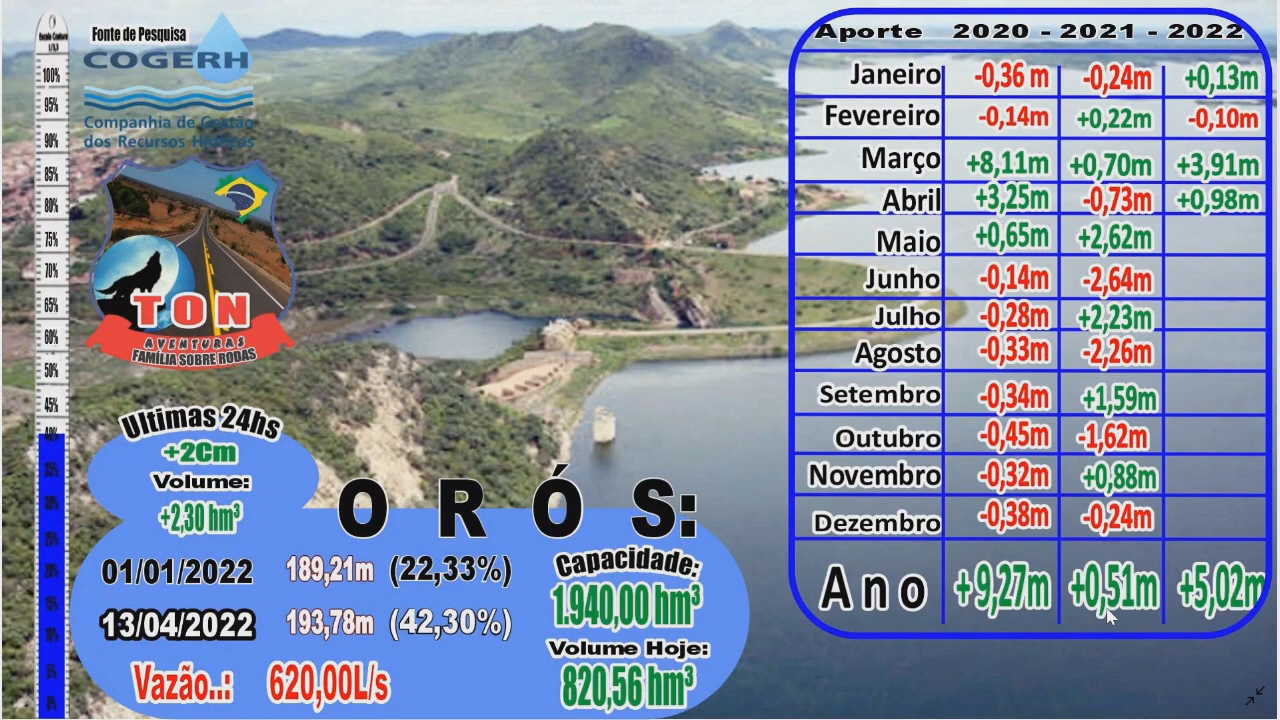 Fonte de Pesquisa
COGERH
Companhia de Gestão
dos Recursos Hídricos
100%
95%
90%
85%
80%
75%
70%
65%
60%
50%
45%
40%
TON
AVENTURAS
FAMÍLIA SOBRE RODAS
Ultimas 24hs
+2Cm
Volume:
+2,30 hm³
ORÓS:
01/01/2022 189,21m (22,33%)
13/04/2022 193,78m (42,30%)
Vazão..: 620,00L/s
Capacidade:
1.940,00 hm³
Volume Hoje:
820,56 hm³
Aporte 2020 - 2021 - 2022
Janeiro -0,36 m -0,24m +0,13m
Fevereiro -0,14m +0,22m -0,10m
Março +8,11m +0,70m +3,91m
Abril +3,25m -0,73m +0,98m
Maio +0,65m +2,62m
Junho -0,14m -2,64m
Julho -0,28m +2,23m
Agosto -0,33m -2,26m
Setembro -0,34m +1,59m
Outubro -0,45m -1,62m
Novembro -0,32m +0,88m
Dezembro -0,38m -0,24m
Ano +9,27m +0,51m +5,02m